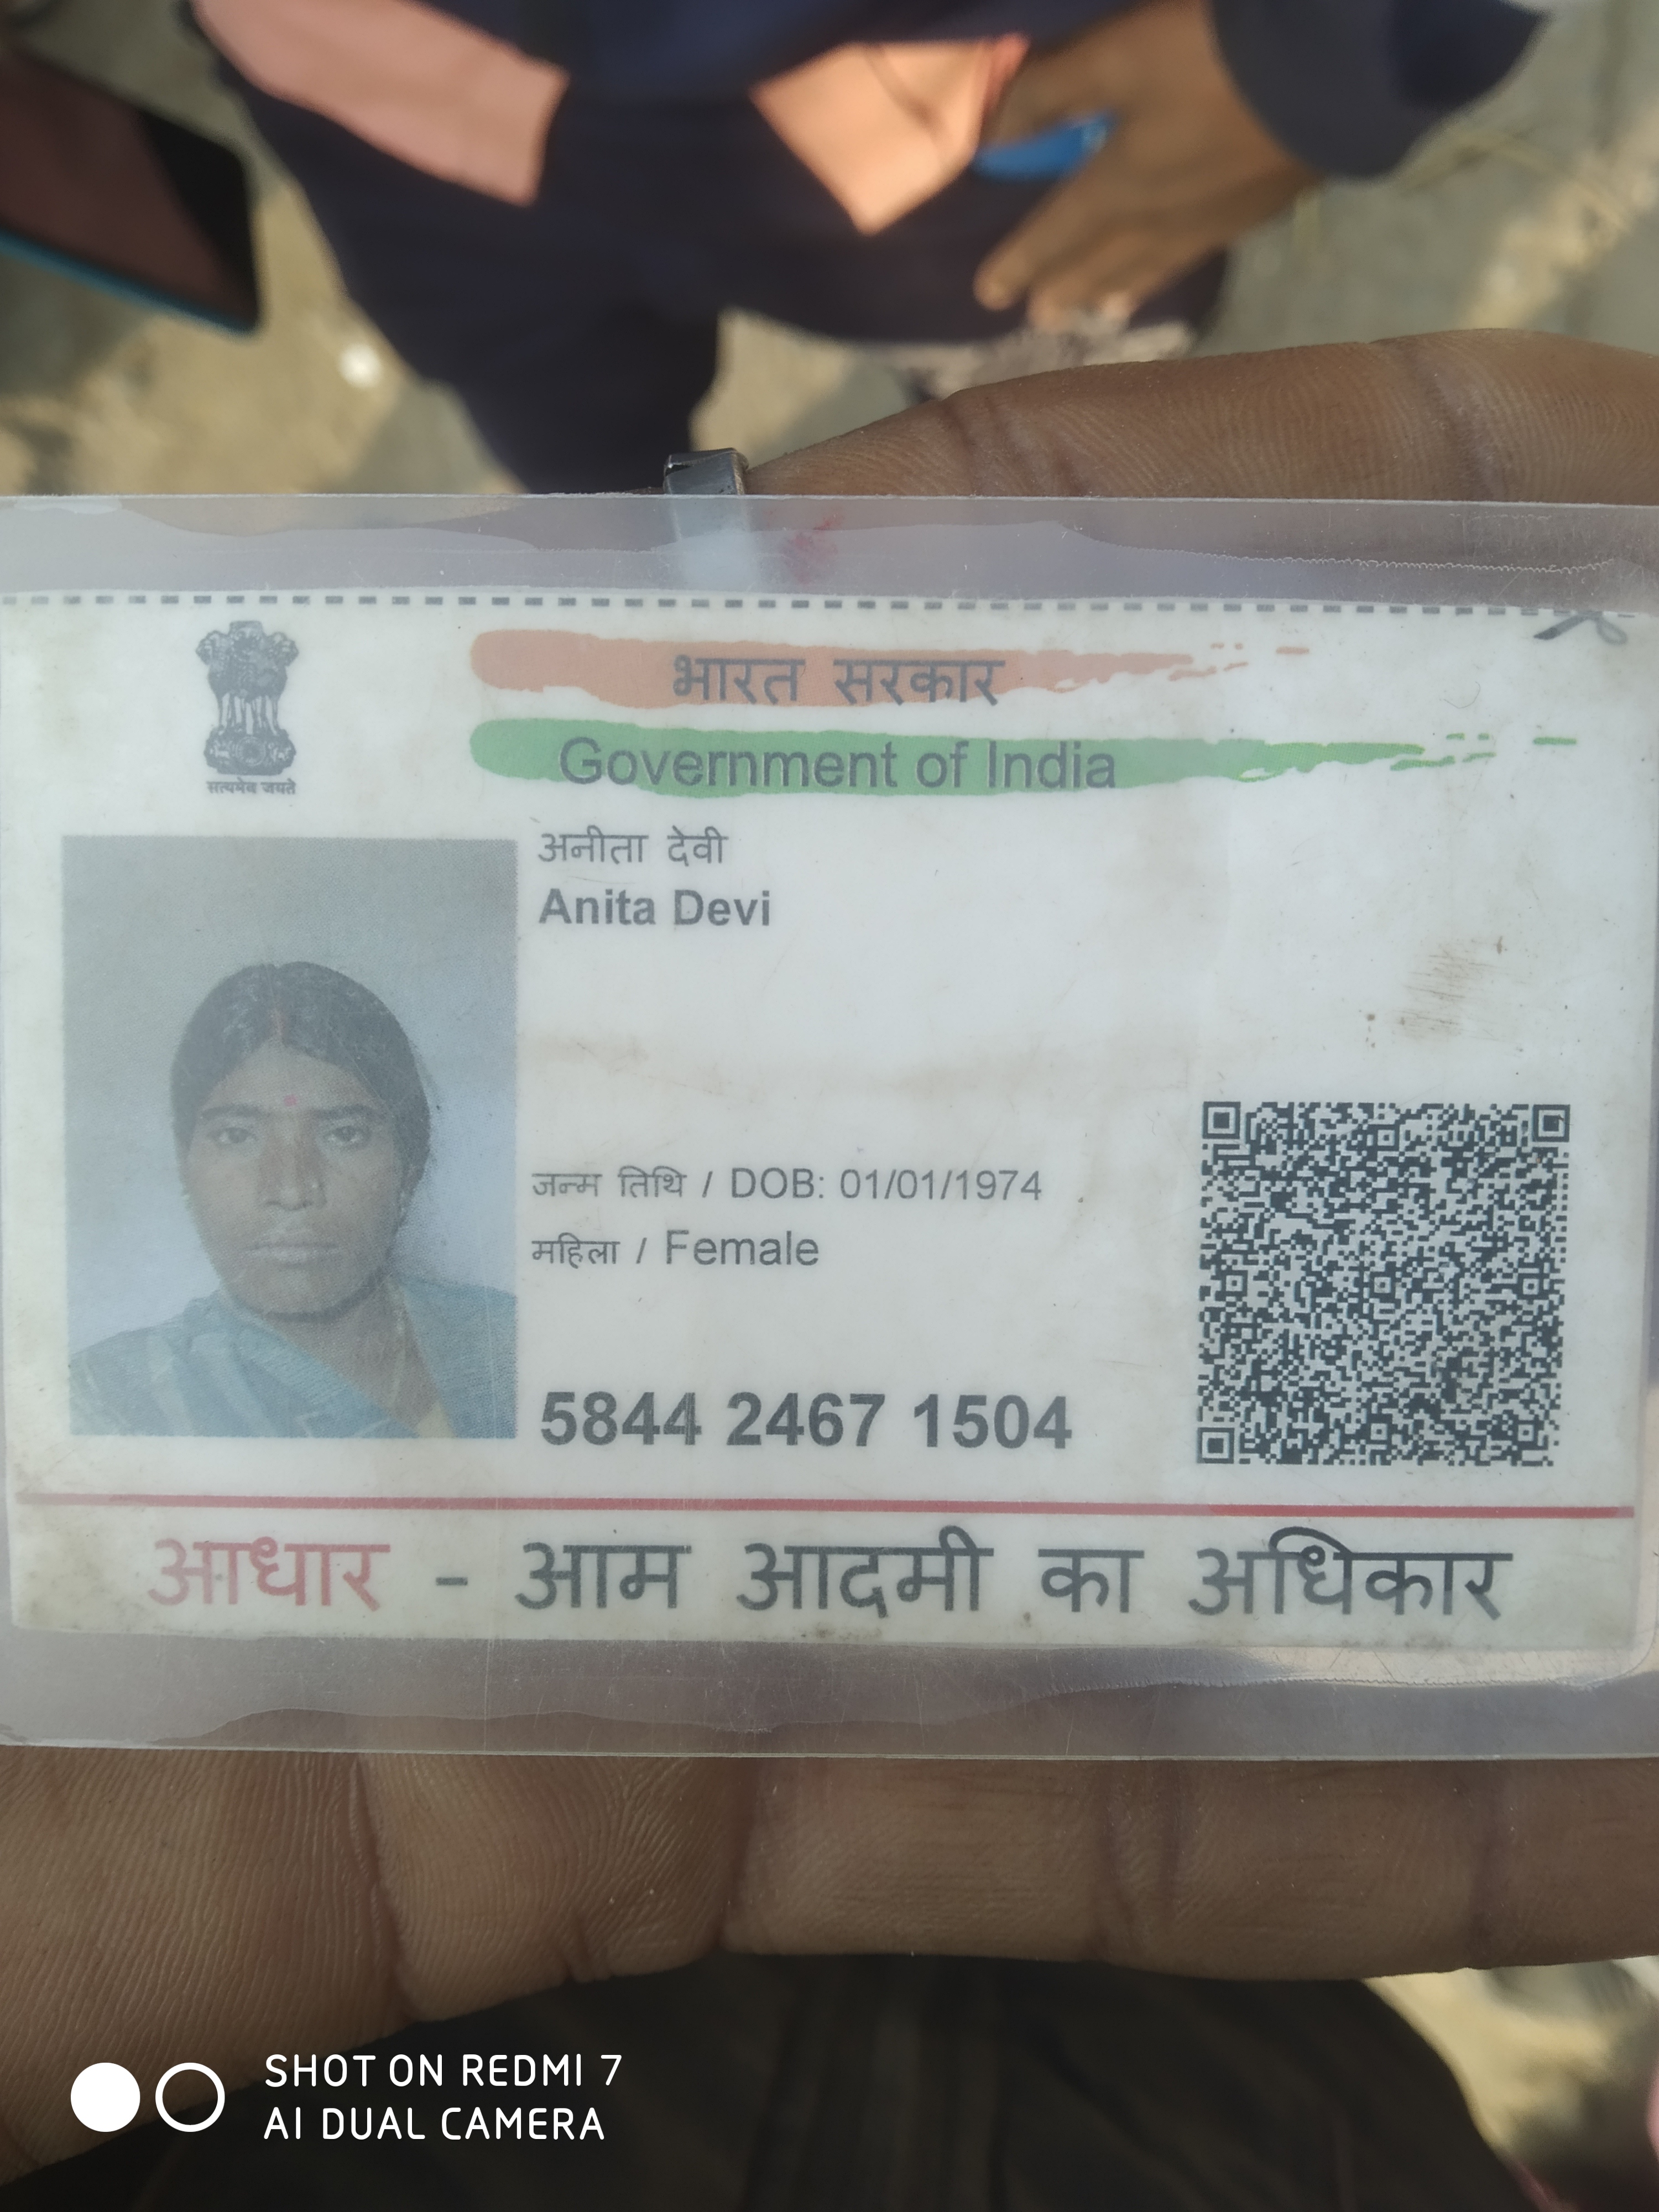 भारत सरकार
Government of India
सत्यमेव जयते
अनीता देवी
Anita Devi
जन्म तिथि / DOB: 01/01/1974
महिला / Female
5844 2467 1504
आधार - आम आदमी का अधिकार
SHOT ON REDMI 7
AI DUAL CAMERA